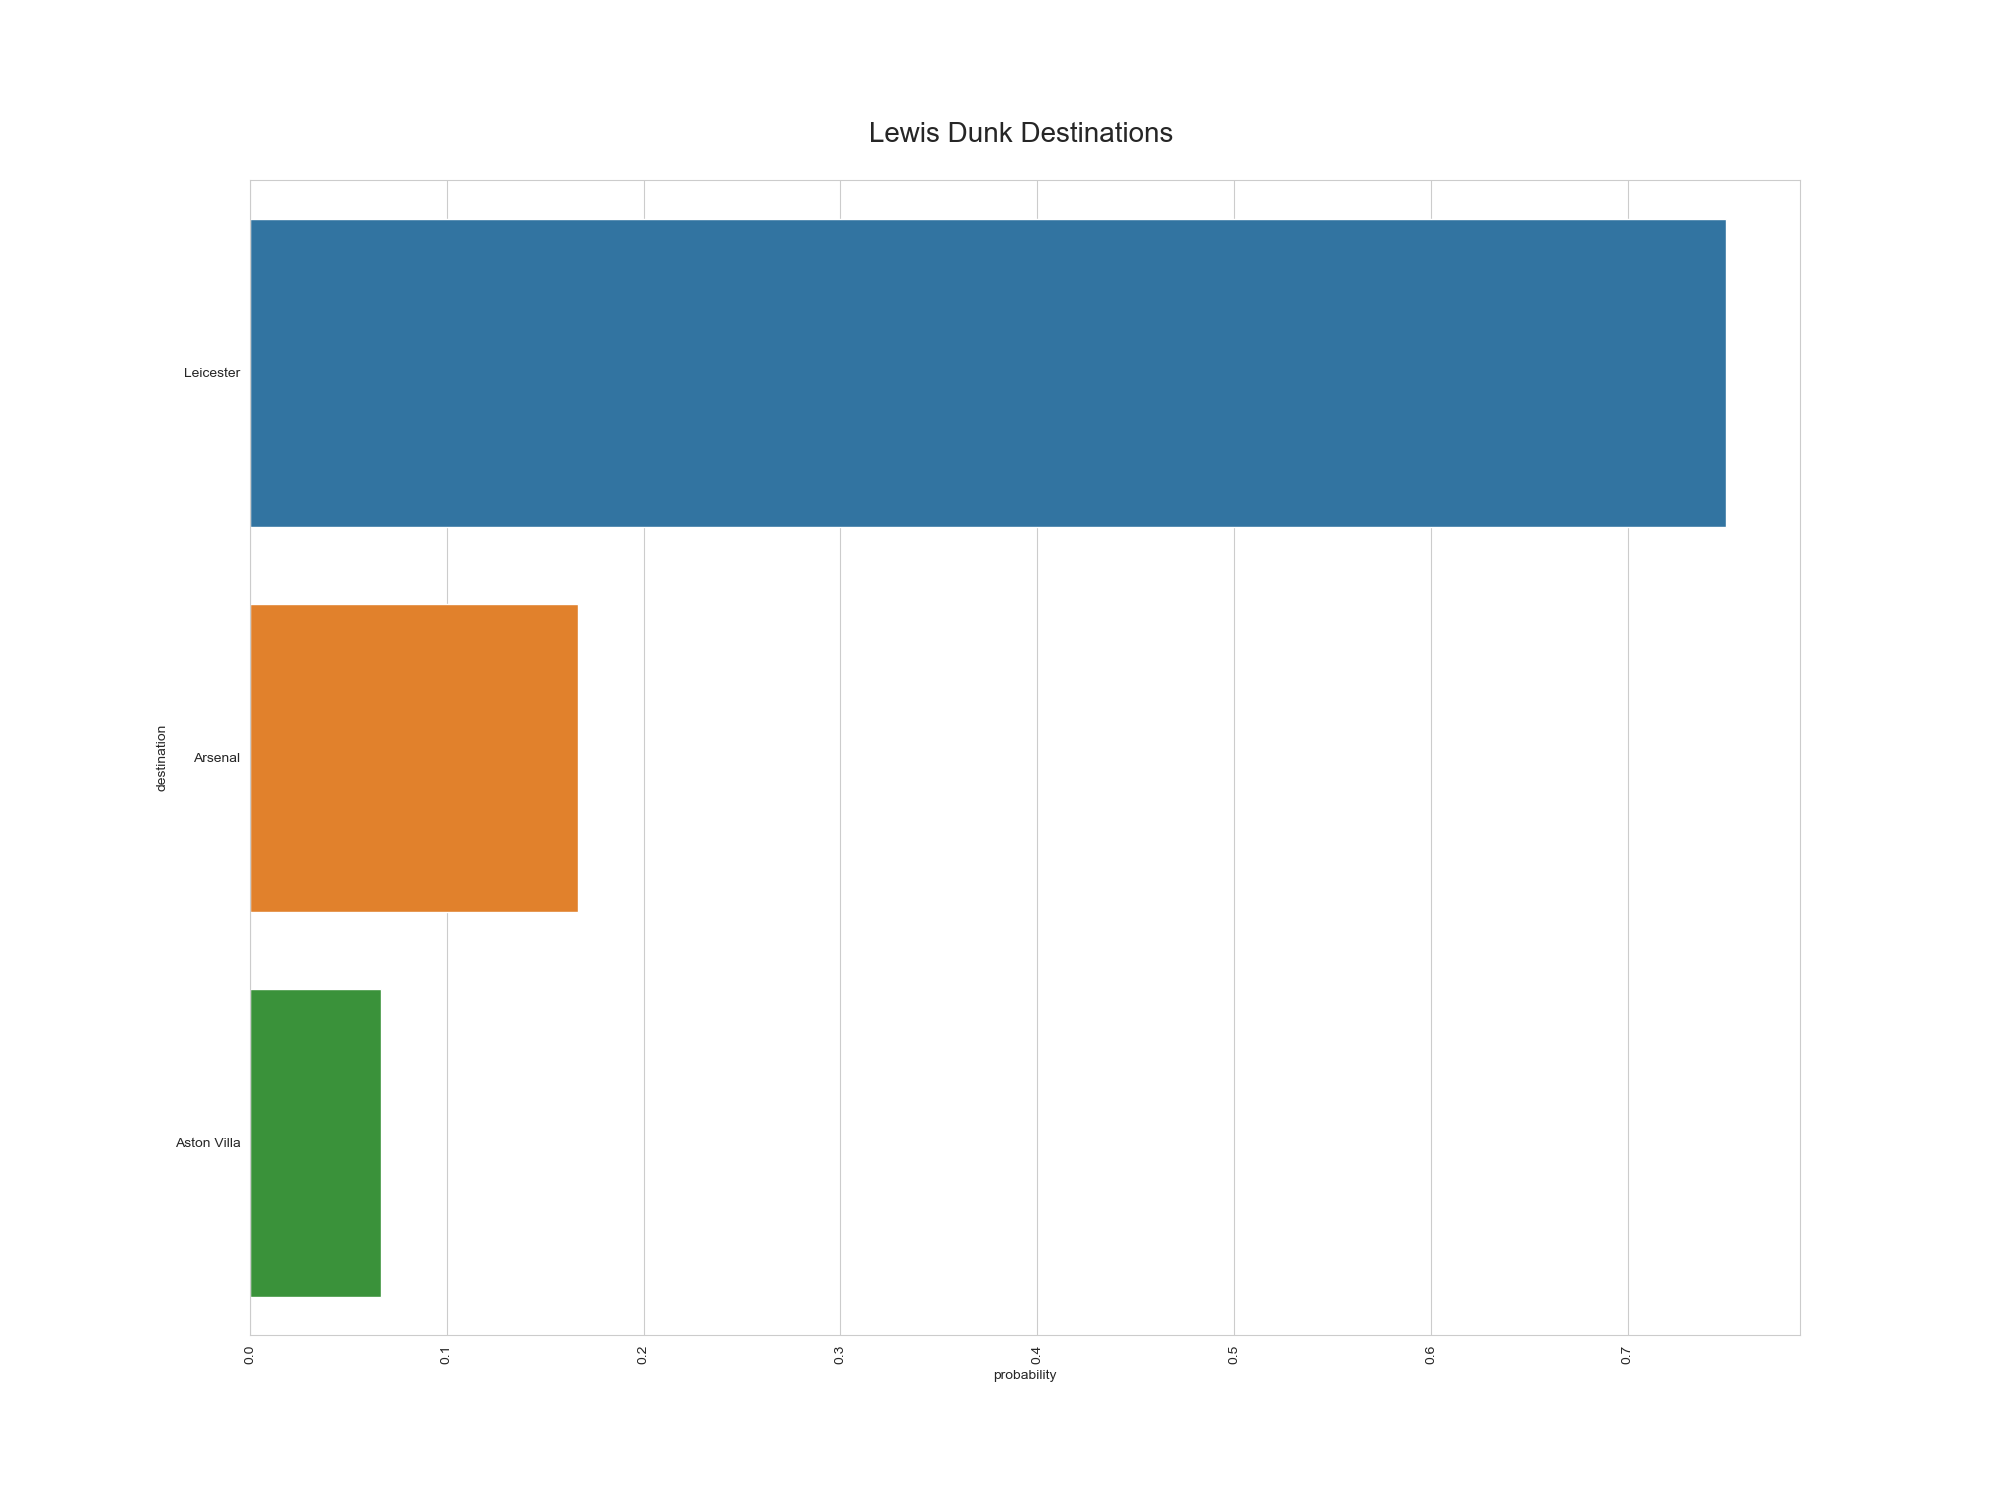 Lewis Dunk Destinations
Leicester
Arsenal
Aston Villa
destination
0.0
0.1
0.2
0.3
0.4
0.5
0.6
0.7
probability